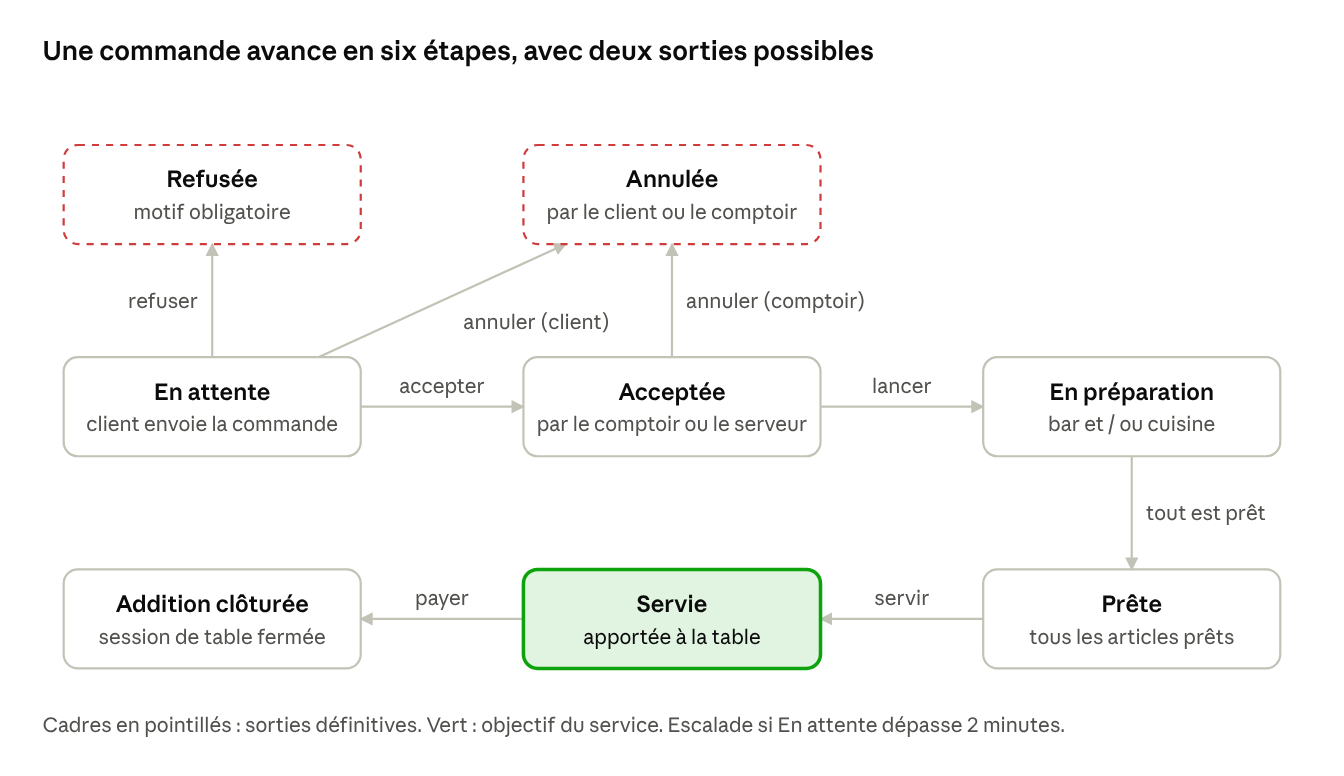 Une commande avance en six étapes, avec deux sorties possibles
Refusée
motif obligatoire
Annulée
par le client ou le comptoir
refuser
annuler (client)
annuler (comptoir)
En attente
client envoie la commande
accepter
Acceptée
par le comptoir ou le serveur
lancer
En préparation
bar et / ou cuisine
tout est prêt
Addition clôturée
session de table fermée
payer
Servie
apportée à la table
servir
Prête
tous les articles prêts
Cadres en pointillés : sorties définitives. Vert : objectif du service. Escalade si En attente dépasse 2 minutes.